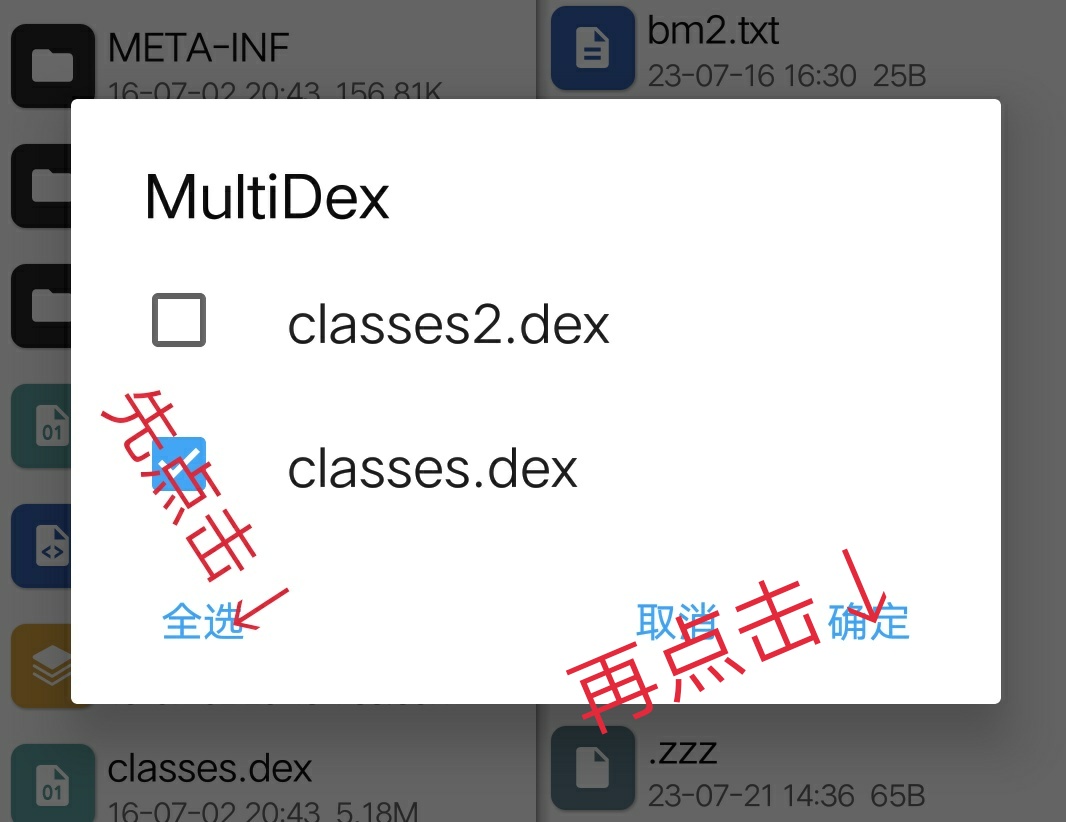 META-INF
16-07-02 20:43 156.81K
bm2.txt
23-07-16 16:30 25B
MultiDex
classes2.dex
classes.dex
先点击
全选
取消
确定
再点击
classes.dex
16-07-02 20:43 5.18M
.zzz
23-07-21 14:36 65B
01
01